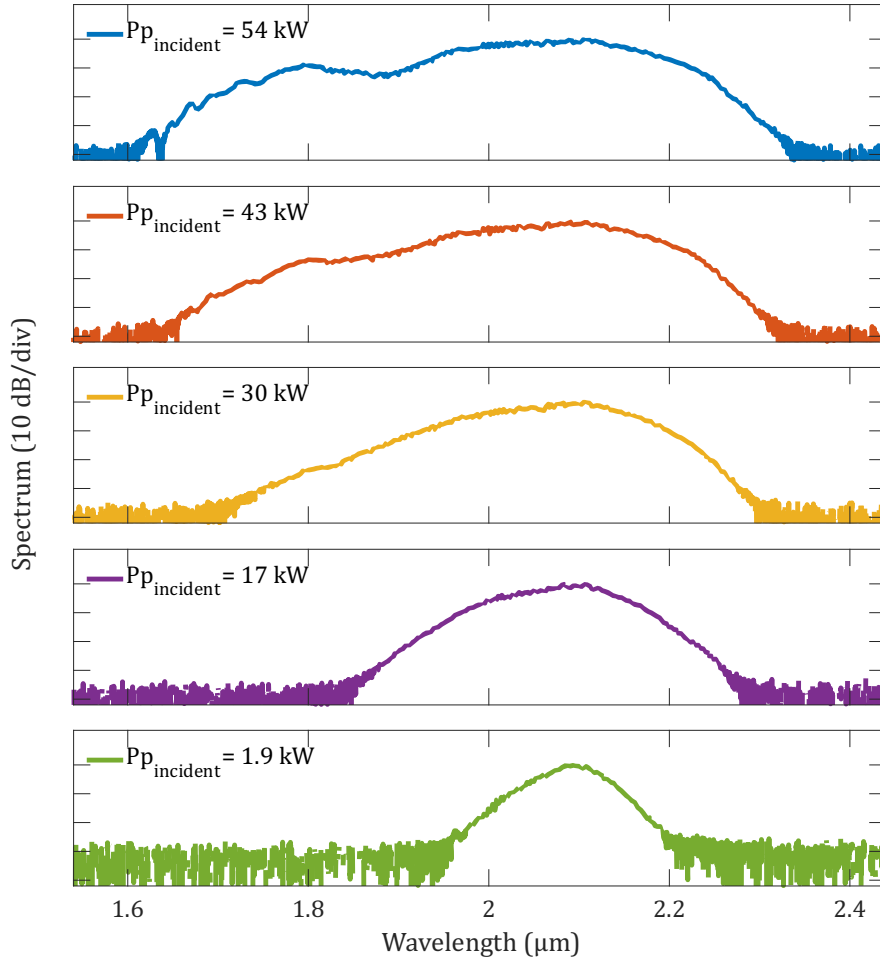 Pp_incident = 54 kW
Pp_incident = 43 kW
Pp_incident = 30 kW
Pp_incident = 17 kW
Pp_incident = 1.9 kW
Spectrum (10 dB/div)
1.6 1.8 2 2.2 2.4
Wavelength (µm)